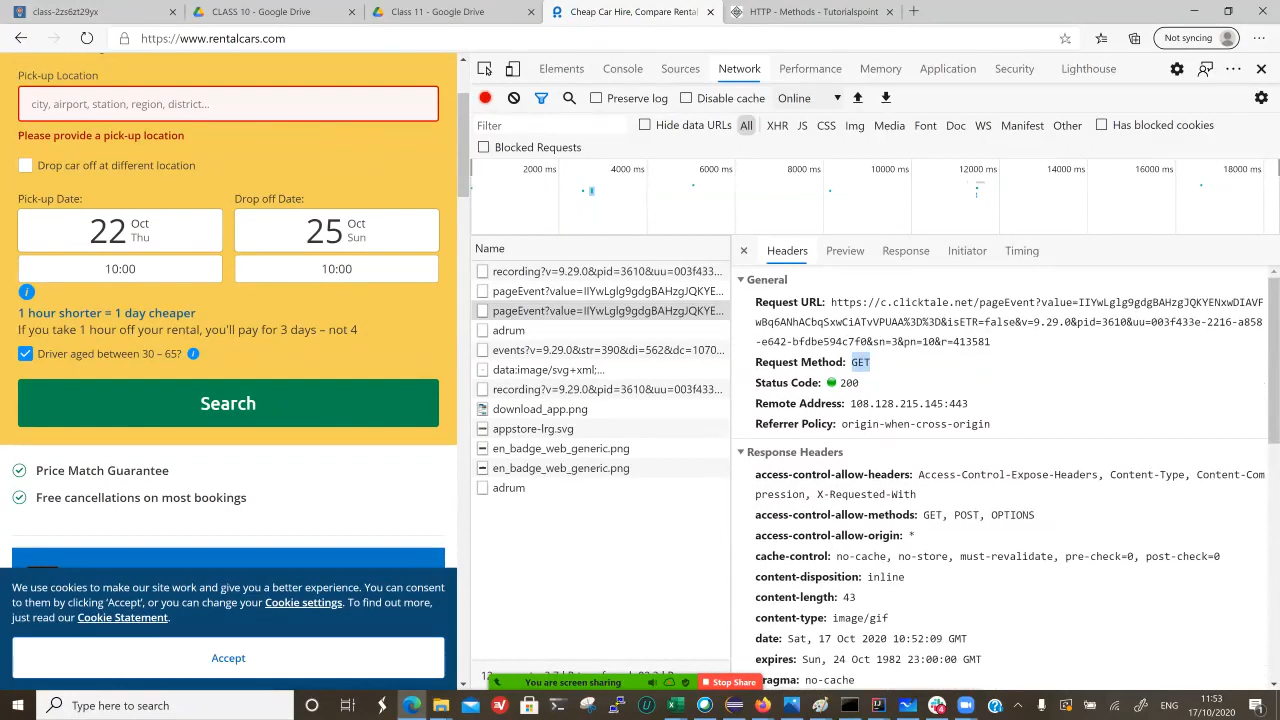 class-2zs6zt29yz
CLASS 10 - Google Drive
Class 11 - Google Drive
Cheap Car Hire, Compare Rental
HTTP - Methods - Tutorialspoint
https://www.rentalcars.com
Not syncing
Pick-up Location
city, airport, station, region, district...
Please provide a pick-up location
Drop car off at different location
Pick-up Date:
Drop off Date:
22 Oct Thu
25 Oct Sun
10:00
10:00
1 hour shorter = 1 day cheaper
If you take 1 hour off your rental, you'll pay for 3 days – not 4
Driver aged between 30 – 65?
Search
Price Match Guarantee
Free cancellations on most bookings
We use cookies to make our site work and give you a better experience. You can consent
to them by clicking 'Accept', or you can change your Cookie settings. To find out more,
just read our Cookie Statement.
Accept
Elements Console Sources Network Performance Memory Application Security Lighthouse
Preserve log Disable cache Online
Filter Hide data URLs All XHR JS CSS Img Media Font Doc WS Manifest Other Has blocked cookies
Blocked Requests
2000 ms 4000 ms 6000 ms 8000 ms 10000 ms 12000 ms 14000 ms 16000 ms 18000 ms
Name
recording?v=9.29.0&pid=3610&uu=003f433...
pageEvent?value=IIYwLglg9gdgBAHzgJQKYE...
pageEvent?value=IIYwLglg9gdgBAHzgJQKYE...
adrum
events?v=9.29.0&str=390&di=562&dc=1070...
data:image/svg+xml;...
recording?v=9.29.0&pid=3610&uu=003f433...
download_app.png
appstore-lrg.svg
en_badge_web_generic.png
en_badge_web_generic.png
adrum
Headers Preview Response Initiator Timing
General
Request URL: https://c.clicktale.net/pageEvent?value=IIYwLglg9gdgBAHzgJQKYENxwDIAVF
wBq6ANhACbqSxwCiATvVPUAA%3D%3D&isETR=false&v=9.29.0&pid=3610&uu=003f433e-2216-a858
-e642-bfdbe594c7f0&sn=3&pn=10&r=413581
Request Method: GET
Status Code: 200
Remote Address: 108.128.215.145:443
Referrer Policy: origin-when-cross-origin
Response Headers
access-control-allow-headers: Access-Control-Expose-Headers, Content-Type, Content-Com
pression, X-Requested-With
access-control-allow-methods: GET, POST, OPTIONS
access-control-allow-origin: *
cache-control: no-cache, no-store, must-revalidate, pre-check=0, post-check=0
content-disposition: inline
content-length: 43
content-type: image/gif
date: Sat, 17 Oct 2020 10:52:09 GMT
expires: Sun, 24 Oct 1982 23:00:00 GMT
pragma: no-cache
You are screen sharing
Stop Share
Type here to search
ENG
11:53
17/10/2020